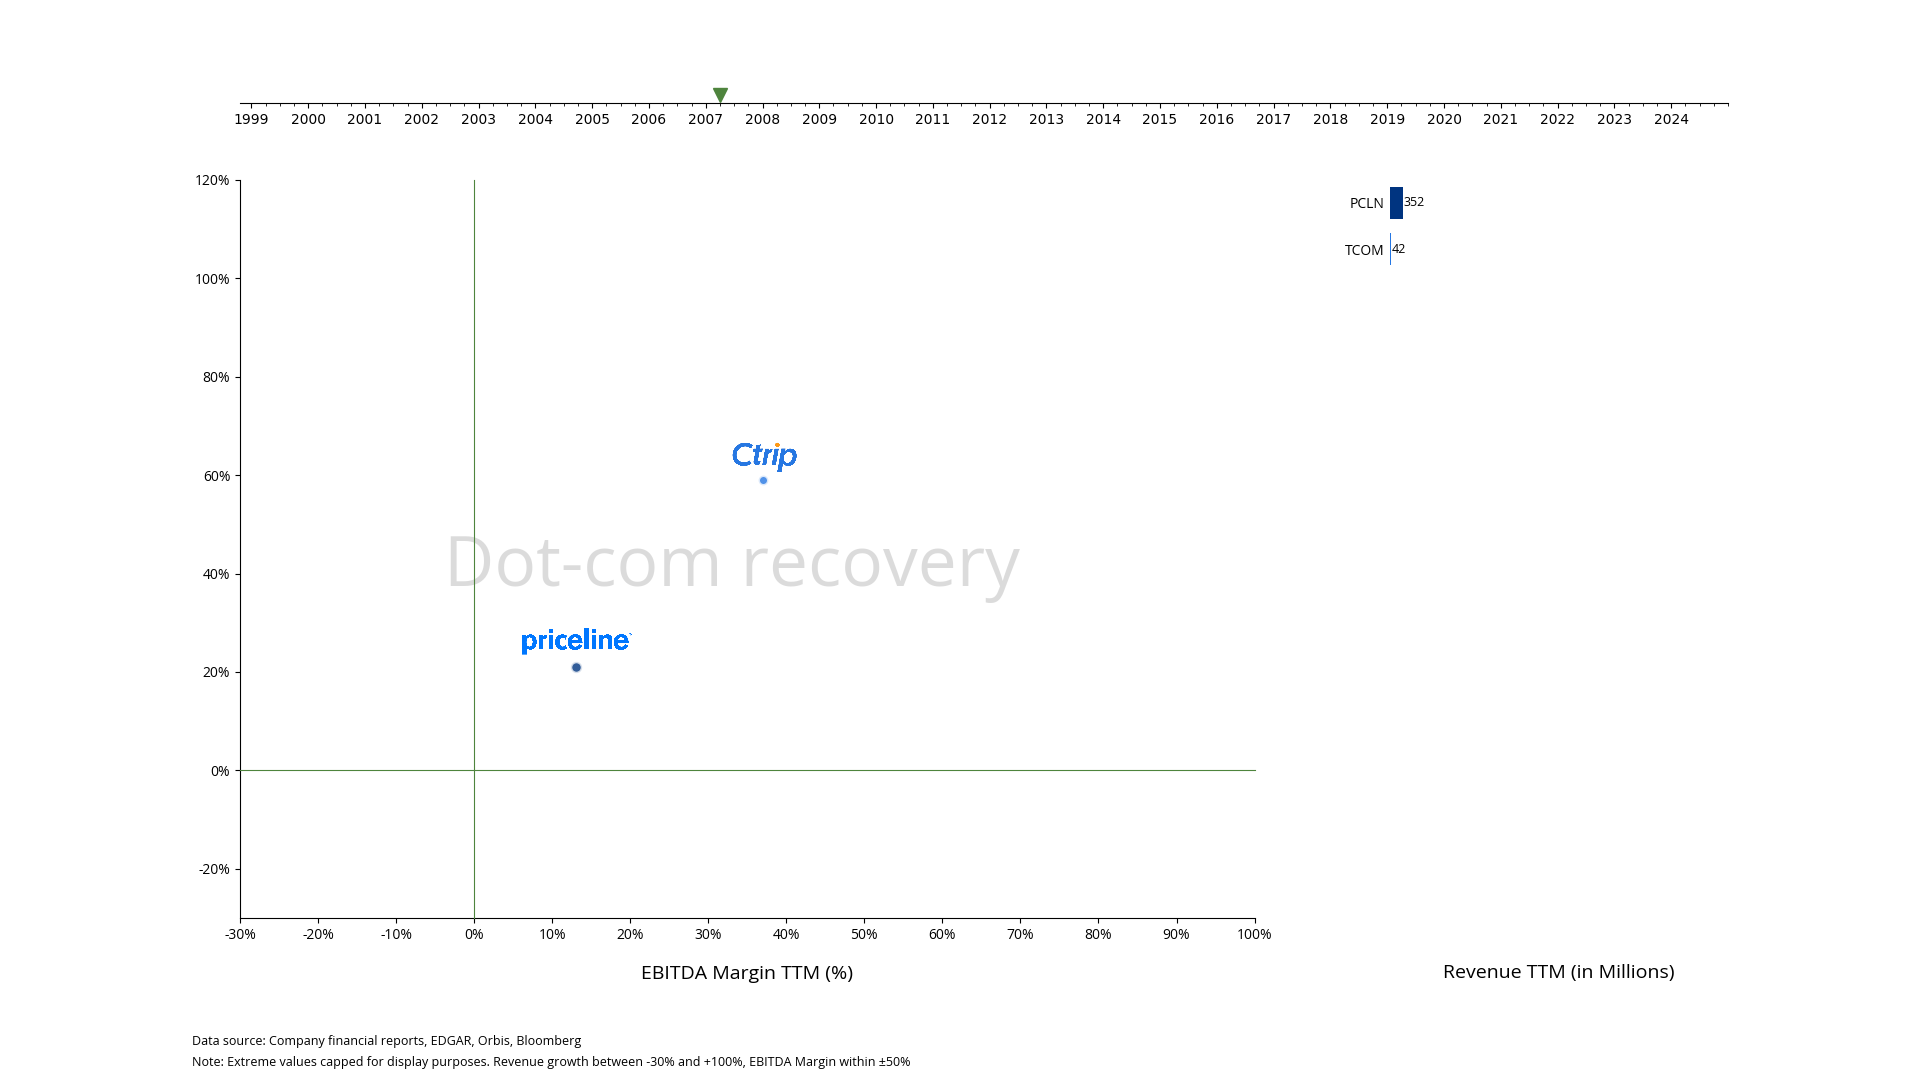 1999 2000 2001 2002 2003 2004 2005 2006 2007 2008 2009 2010 2011 2012 2013 2014 2015 2016 2017 2018 2019 2020 2021 2022 2023 2024
120%
100%
80%
60%
40%
20%
0%
-20%
Ctrip
Dot-com recovery
priceline
-30% -20% -10% 0% 10% 20% 30% 40% 50% 60% 70% 80% 90% 100%
EBITDA Margin TTM (%)
PCLN 352
TCOM 42
Revenue TTM (in Millions)
Data source: Company financial reports, EDGAR, Orbis, Bloomberg
Note: Extreme values capped for display purposes. Revenue growth between -30% and +100%, EBITDA Margin within ±50%